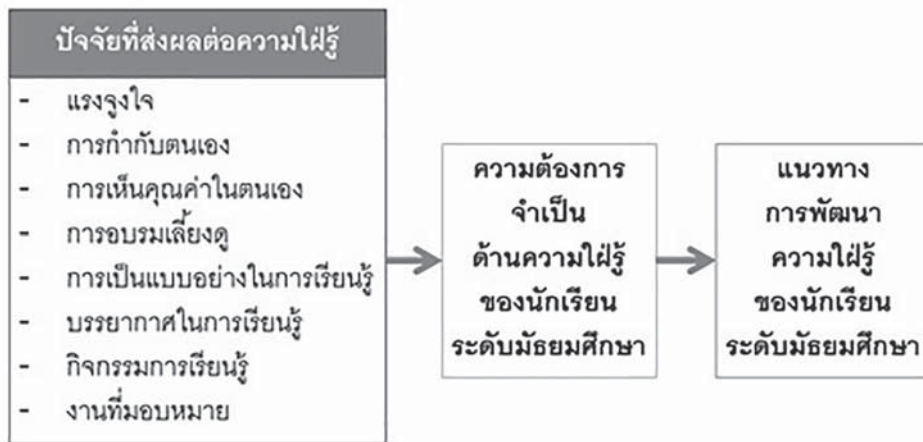 ปัจจัยที่ส่งผลต่อความใฝ่รู้
- แรงจูงใจ
- การกำกับตนเอง
- การเห็นคุณค่าในตนเอง
- การอบรมเลี้ยงดู
- การเป็นแบบอย่างในการเรียนรู้
- บรรยากาศในการเรียนรู้
- กิจกรรมการเรียนรู้
- งานที่มอบหมาย
ความต้องการ
จำเป็น
ด้านความใฝ่รู้
ของนักเรียน
ระดับมัธยมศึกษา
แนวทาง
การพัฒนา
ความใฝ่รู้
ของนักเรียน
ระดับมัธยมศึกษา